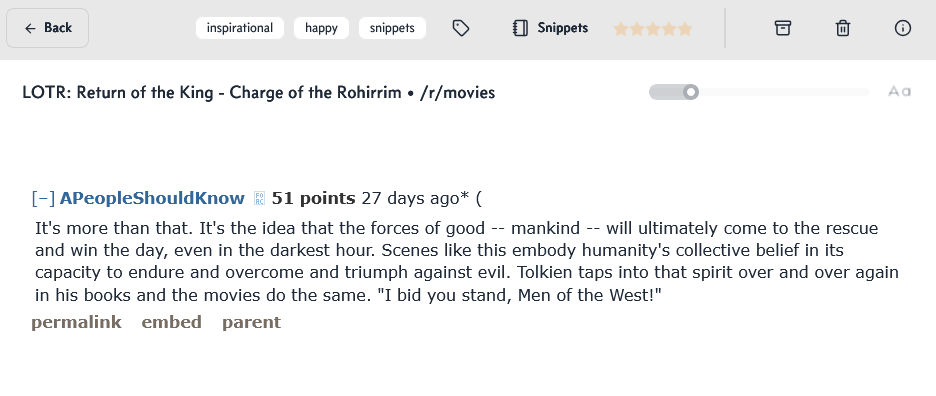 ← Back
inspirational
happy
snippets
Snippets
LOTR: Return of the King - Charge of the Rohirrim • /r/movies
Aa
[–] APeopleShouldKnow 51 points 27 days ago* (
It's more than that. It's the idea that the forces of good -- mankind -- will ultimately come to the rescue
and win the day, even in the darkest hour. Scenes like this embody humanity's collective belief in its
capacity to endure and overcome and triumph against evil. Tolkien taps into that spirit over and over again
in his books and the movies do the same. "I bid you stand, Men of the West!"
permalink embed parent